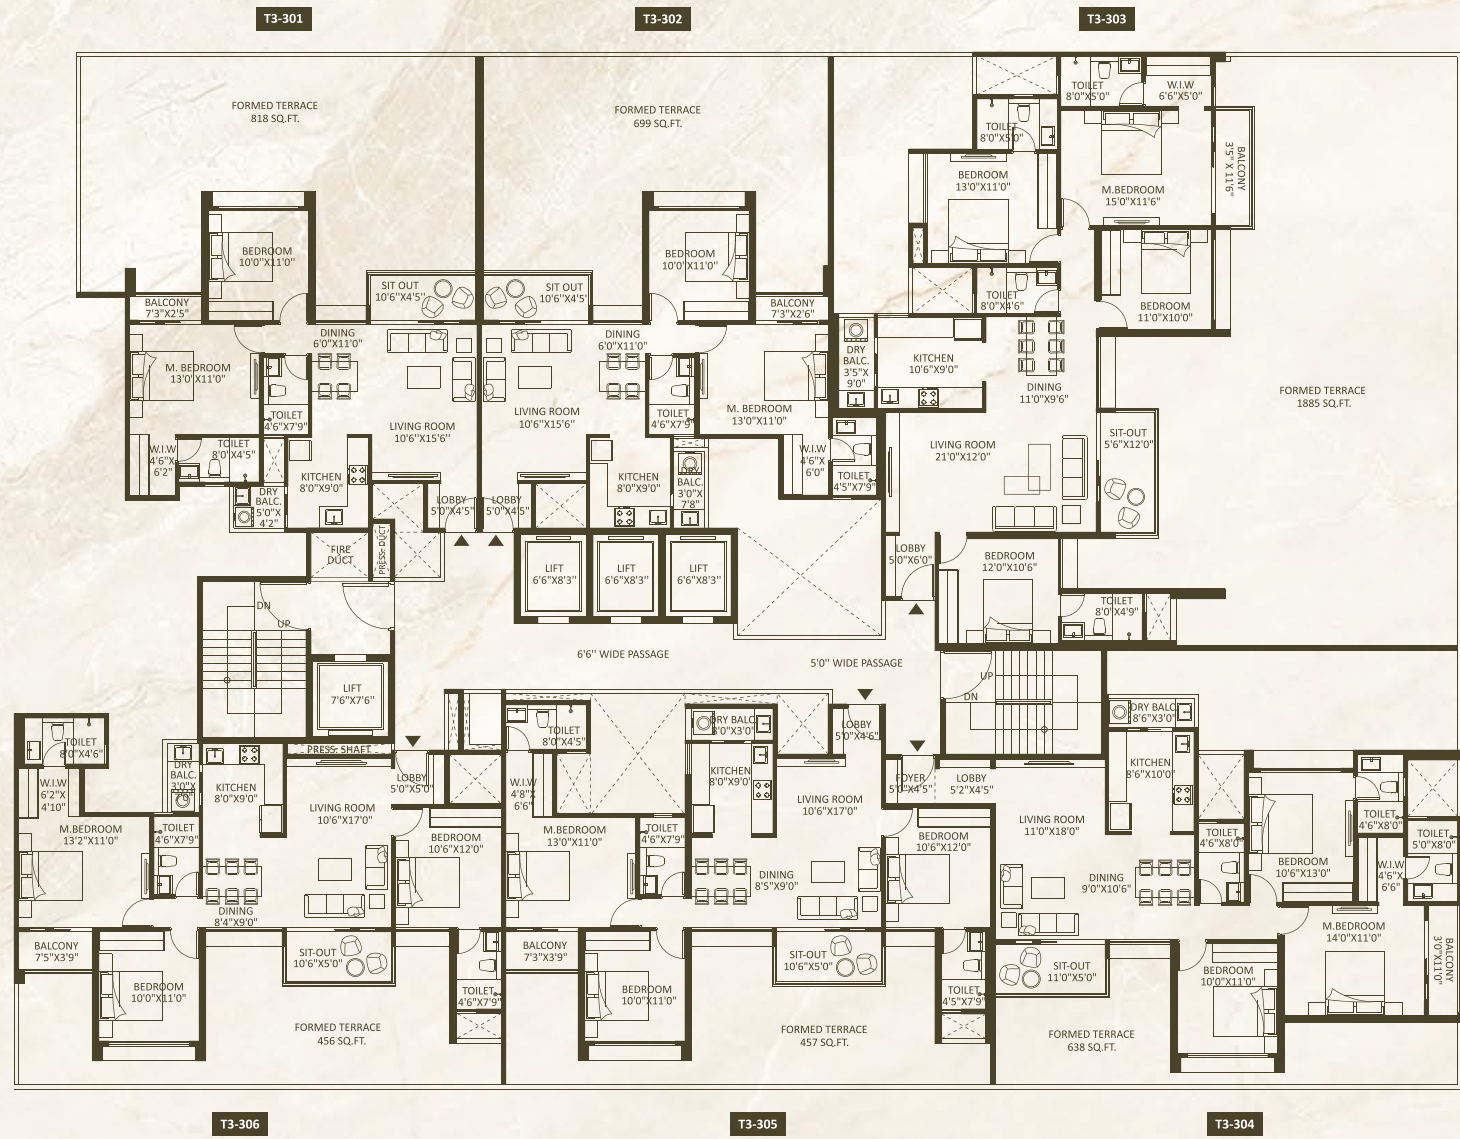 T3-301
T3-302
T3-303
FORMED TERRACE
818 SQ.FT.
FORMED TERRACE
699 SQ.FT.
TOILET
8'0"X5'0"
W.I.W
6'6"X5'0"
TOILET
8'0"X5'0"
BEDROOM
13'0"X11'0"
M.BEDROOM
15'0"X11'6"
BALCONY
3'5" X 11'6"
BEDROOM
10'0"X11'0"
BEDROOM
10'0"X11'0"
SIT OUT
10'6"X4'5"
SIT OUT
10'6"X4'5'
BALCONY
7'3"X2'5"
BALCONY
7'3"X2'6"
TOILET
8'0"X4'6"
BEDROOM
11'0"X10'0"
DINING
6'0"X11'0"
DINING
6'0"X11'0"
M. BEDROOM
13'0"X11'0"
LIVING ROOM
10'6"X15'6"
LIVING ROOM
10'6"X15'6"
M. BEDROOM
13'0"X11'0"
DRY
BALC.
3'5"X
9'0"
KITCHEN
10'6"X9'0"
DINING
11'0"X9'6"
FORMED TERRACE
1885 SQ.FT.
TOILET
4'6"X7'9"
TOILET
4'6"X7'9"
TOILET
8'0"X4'5"
W.I.W
4'6"X
6'2"
KITCHEN
8'0"X9'0"
KITCHEN
8'0"X9'0"
DRY
BALC.
3'0"X
7'8"
W.I.W
4'6"X
6'0"
TOILET
4'5"X7'9"
LIVING ROOM
21'0"X12'0"
SIT-OUT
5'6"X12'0"
DRY
BALC.
5'0"X
4'2"
LOBBY
5'0"X4'5"
LOBBY
5'0"X4'5"
FIRE
DUCT
PRESS: DUCT
LIFT
6'6"X8'3"
LIFT
6'6"X8'3"
LIFT
6'6"X8'3"
LOBBY
5'0"X6'0"
BEDROOM
12'0"X10'6"
TOILET
8'0"X4'9"
DN
UP
LIFT
7'6"X7'6"
6'6" WIDE PASSAGE
5'0" WIDE PASSAGE
UP
DN
TOILET
8'0"X4'6"
PRESS: SHAFT
TOILET
8'0"X4'5"
DRY BALC
8'0"X3'0"
LOBBY
5'0"X4'6"
DRY BALC
8'6"X3'0"
W.I.W
6'2"X
4'10"
DRY
BALC.
3'0"X
KITCHEN
8'0"X9'0"
LOBBY
5'0"X5'0"
W.I.W
4'8"X
6'6"
KITCHEN
8'0"X9'0"
FOYER
5'0"X4'5"
LOBBY
5'2"X4'5"
KITCHEN
8'6"X10'0"
M.BEDROOM
13'2"X11'0"
TOILET
4'6"X7'9"
LIVING ROOM
10'6"X17'0"
BEDROOM
10'6"X12'0"
M.BEDROOM
13'0"X11'0"
TOILET
4'6"X7'9"
LIVING ROOM
10'6"X17'0"
BEDROOM
10'6"X12'0"
LIVING ROOM
11'0"X18'0"
TOILET
4'6"X8'0"
BEDROOM
10'6"X13'0"
TOILET
4'6"X8'0"
TOILET
5'0"X8'0"
DINING
8'4"X9'0"
DINING
8'5"X9'0"
DINING
9'0"X10'6"
W.I.W
4'6"X
6'6"
BALCONY
7'5"X3'9"
SIT-OUT
10'6"X5'0"
BALCONY
7'3"X3'9"
SIT-OUT
10'6"X5'0"
SIT-OUT
11'0"X5'0"
M.BEDROOM
14'0"X11'0"
BALCONY
3'0"X11'0"
BEDROOM
10'0"X11'0"
TOILET
4'6"X7'9"
BEDROOM
10'0"X11'0"
TOILET
4'5"X7'9"
BEDROOM
10'0"X11'0"
FORMED TERRACE
456 SQ.FT.
FORMED TERRACE
457 SQ.FT.
FORMED TERRACE
638 SQ.FT.
T3-306
T3-305
T3-304